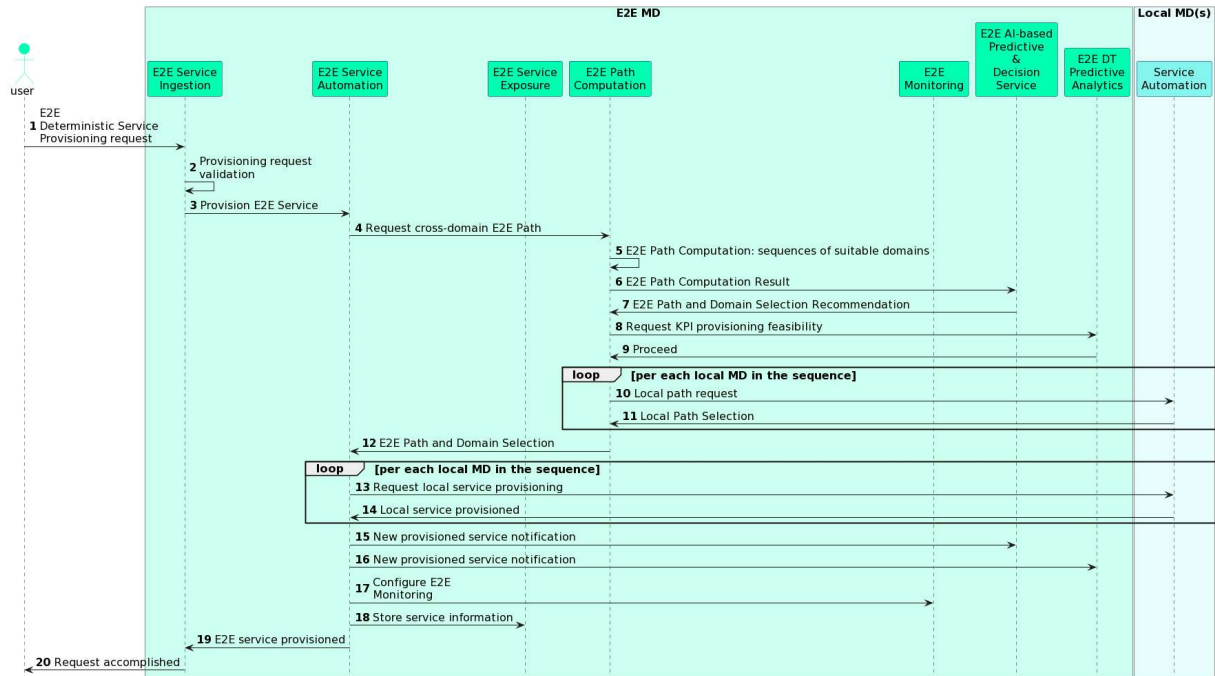 E2E MD
Local MD(s)
user
E2E Service
Ingestion
E2E Service
Automation
E2E Service
Exposure
E2E Path
Computation
E2E
Monitoring
E2E AI-based
Predictive
&
Decision
Service
E2E DT
Predictive
Analytics
Service
Automation
E2E
1 Deterministic Service
Provisioning request
2 Provisioning request
validation
3 Provision E2E Service
4 Request cross-domain E2E Path
5 E2E Path Computation: sequences of suitable domains
6 E2E Path Computation Result
7 E2E Path and Domain Selection Recommendation
8 Request KPI provisioning feasibility
9 Proceed
loop [per each local MD in the sequence]
10 Local path request
11 Local Path Selection
12 E2E Path and Domain Selection
loop [per each local MD in the sequence]
13 Request local service provisioning
14 Local service provisioned
15 New provisioned service notification
16 New provisioned service notification
17 Configure E2E
Monitoring
18 Store service information
19 E2E service provisioned
20 Request accomplished